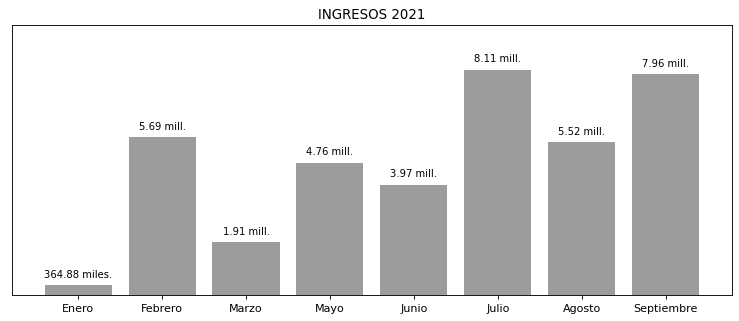 INGRESOS 2021
8.11 mill.
7.96 mill.
5.69 mill.
5.52 mill.
4.76 mill.
3.97 mill.
1.91 mill.
364.88 miles.
Enero Febrero Marzo Mayo Junio Julio Agosto Septiembre